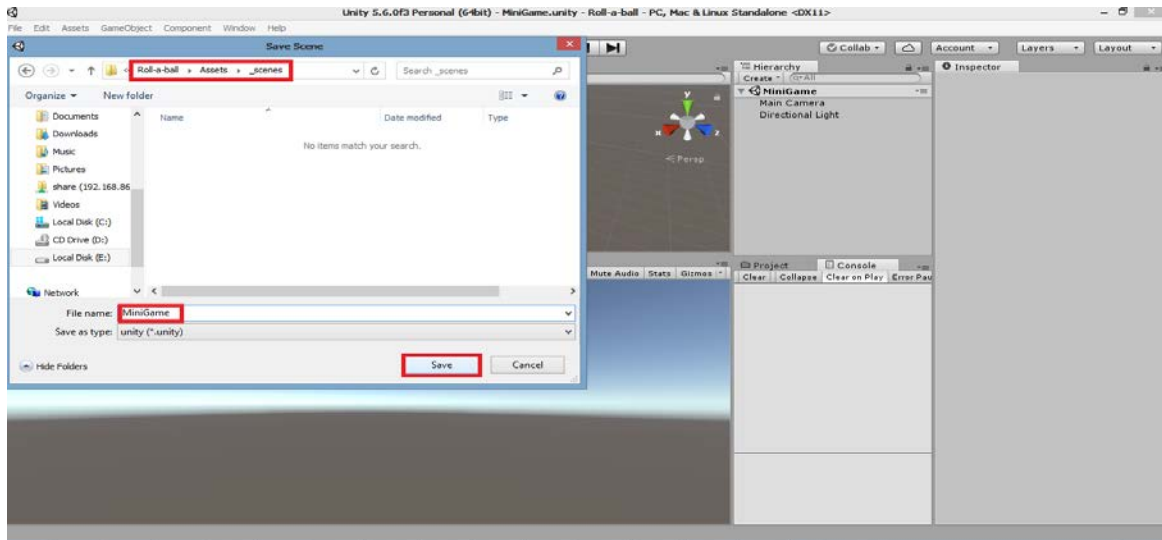 Unity 5.6.0f3 Personal (64bit) - MiniGame.unity - Roll-a-ball - PC, Mac & Linux Standalone <DX11>
File Edit Assets GameObject Component Window Help
Save Scene
Collab Account Layers Layout
Roll-a-ball Assets _scenes
Search _scenes
Organize New folder
Name Date modified Type
No items match your search.
Documents
Downloads
Music
Pictures
share (192.168.86
Videos
Local Disk (C:)
CD Drive (D:)
Local Disk (E:)
Network
File name: MiniGame
Save as type: unity (*.unity)
Hide Folders
Save Cancel
y
x z
Persp
Mute Audio Stats Gizmos
Hierarchy
Create All
MiniGame
Main Camera
Directional Light
Project Console
Clear Collapse Clear on Play Error Pau
Inspector